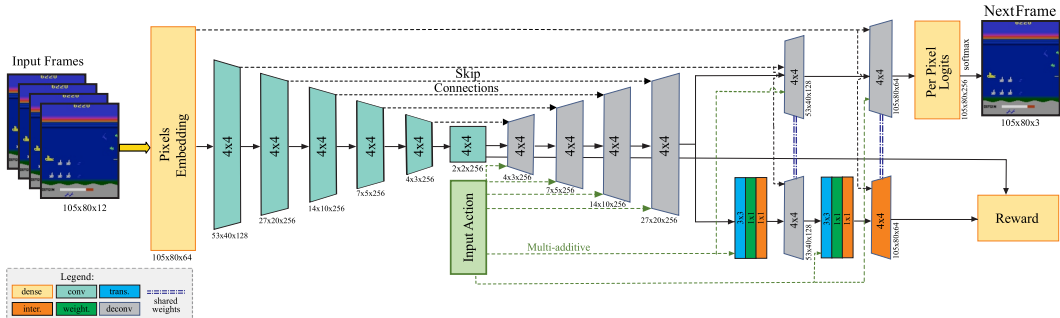 Input Frames
105x80x12
Pixels
Embedding
105x80x64
4x4
53x40x128
4x4
27x20x256
4x4
14x10x256
4x4
7x5x256
4x4
4x3x256
4x4
2x2x256
Skip
Connections
4x4
4x3x256
4x4
7x5x256
4x4
14x10x256
4x4
27x20x256
Input Action
Multi-additive
4x4
53x40x128
4x4
105x80x64
Per Pixel
Logits
105x80x256
softmax
NextFrame
105x80x3
3x3
1x1
1x1
4x4
53x40x128
3x3
1x1
1x1
4x4
105x80x64
Reward
Legend:
dense
conv
trans.
inter.
weight.
deconv
shared
weights